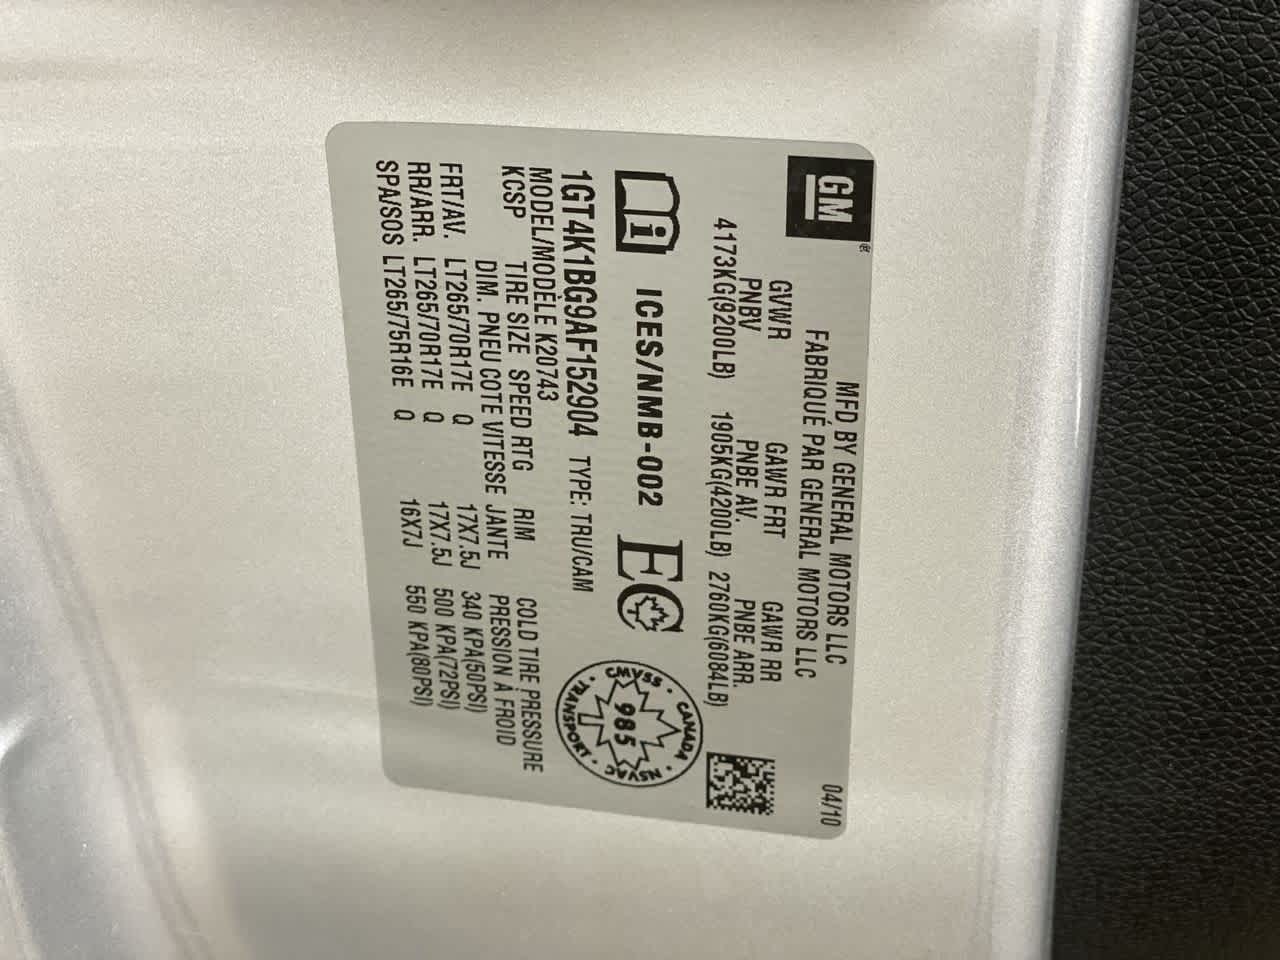 GM
MFD BY GENERAL MOTORS LLC 04/10
FABRIQUÉ PAR GENERAL MOTORS LLC
GVWR GAWR FRT GAWR RR
PNBV PNBE AV. PNBE ARR.
4173KG(9200LB) 1905KG(4200LB) 2760KG(6084LB)
i ICES/NMB-002 EC
CMVSS · CANADA · NSVAC · TRANSPORT ·
985
1GT4K1BG9AF152904 TYPE: TRU/CAM
MODEL/MODÈLE K20743
KCSP TIRE SIZE SPEED RTG RIM COLD TIRE PRESSURE
DIM. PNEU COTE VITESSE JANTE PRESSION À FROID
FRT/AV. LT265/70R17E Q 17X7.5J 340 KPA(50PSI)
RR/ARR. LT265/70R17E Q 17X7.5J 500 KPA(72PSI)
SPA/SOS LT265/75R16E Q 16X7J 550 KPA(80PSI)